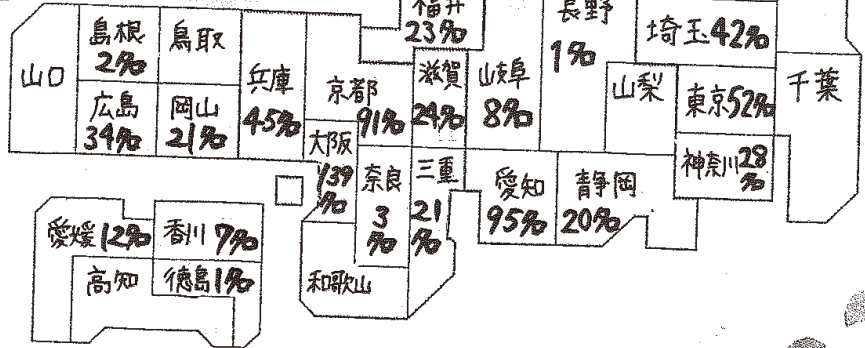 福井
23%
長野
1%
埼玉42%
島根
2%
鳥取
山口
兵庫
45%
京都
91%
滋賀
24%
山岐阜
8%
山梨
東京52%
千葉
広島
34%
岡山
21%
大阪
139
%
奈良
3
%
三重
21
%
愛知
95%
静岡
20%
神奈川28
%
愛媛12%
香川7%
高知
徳島1%
和歌山